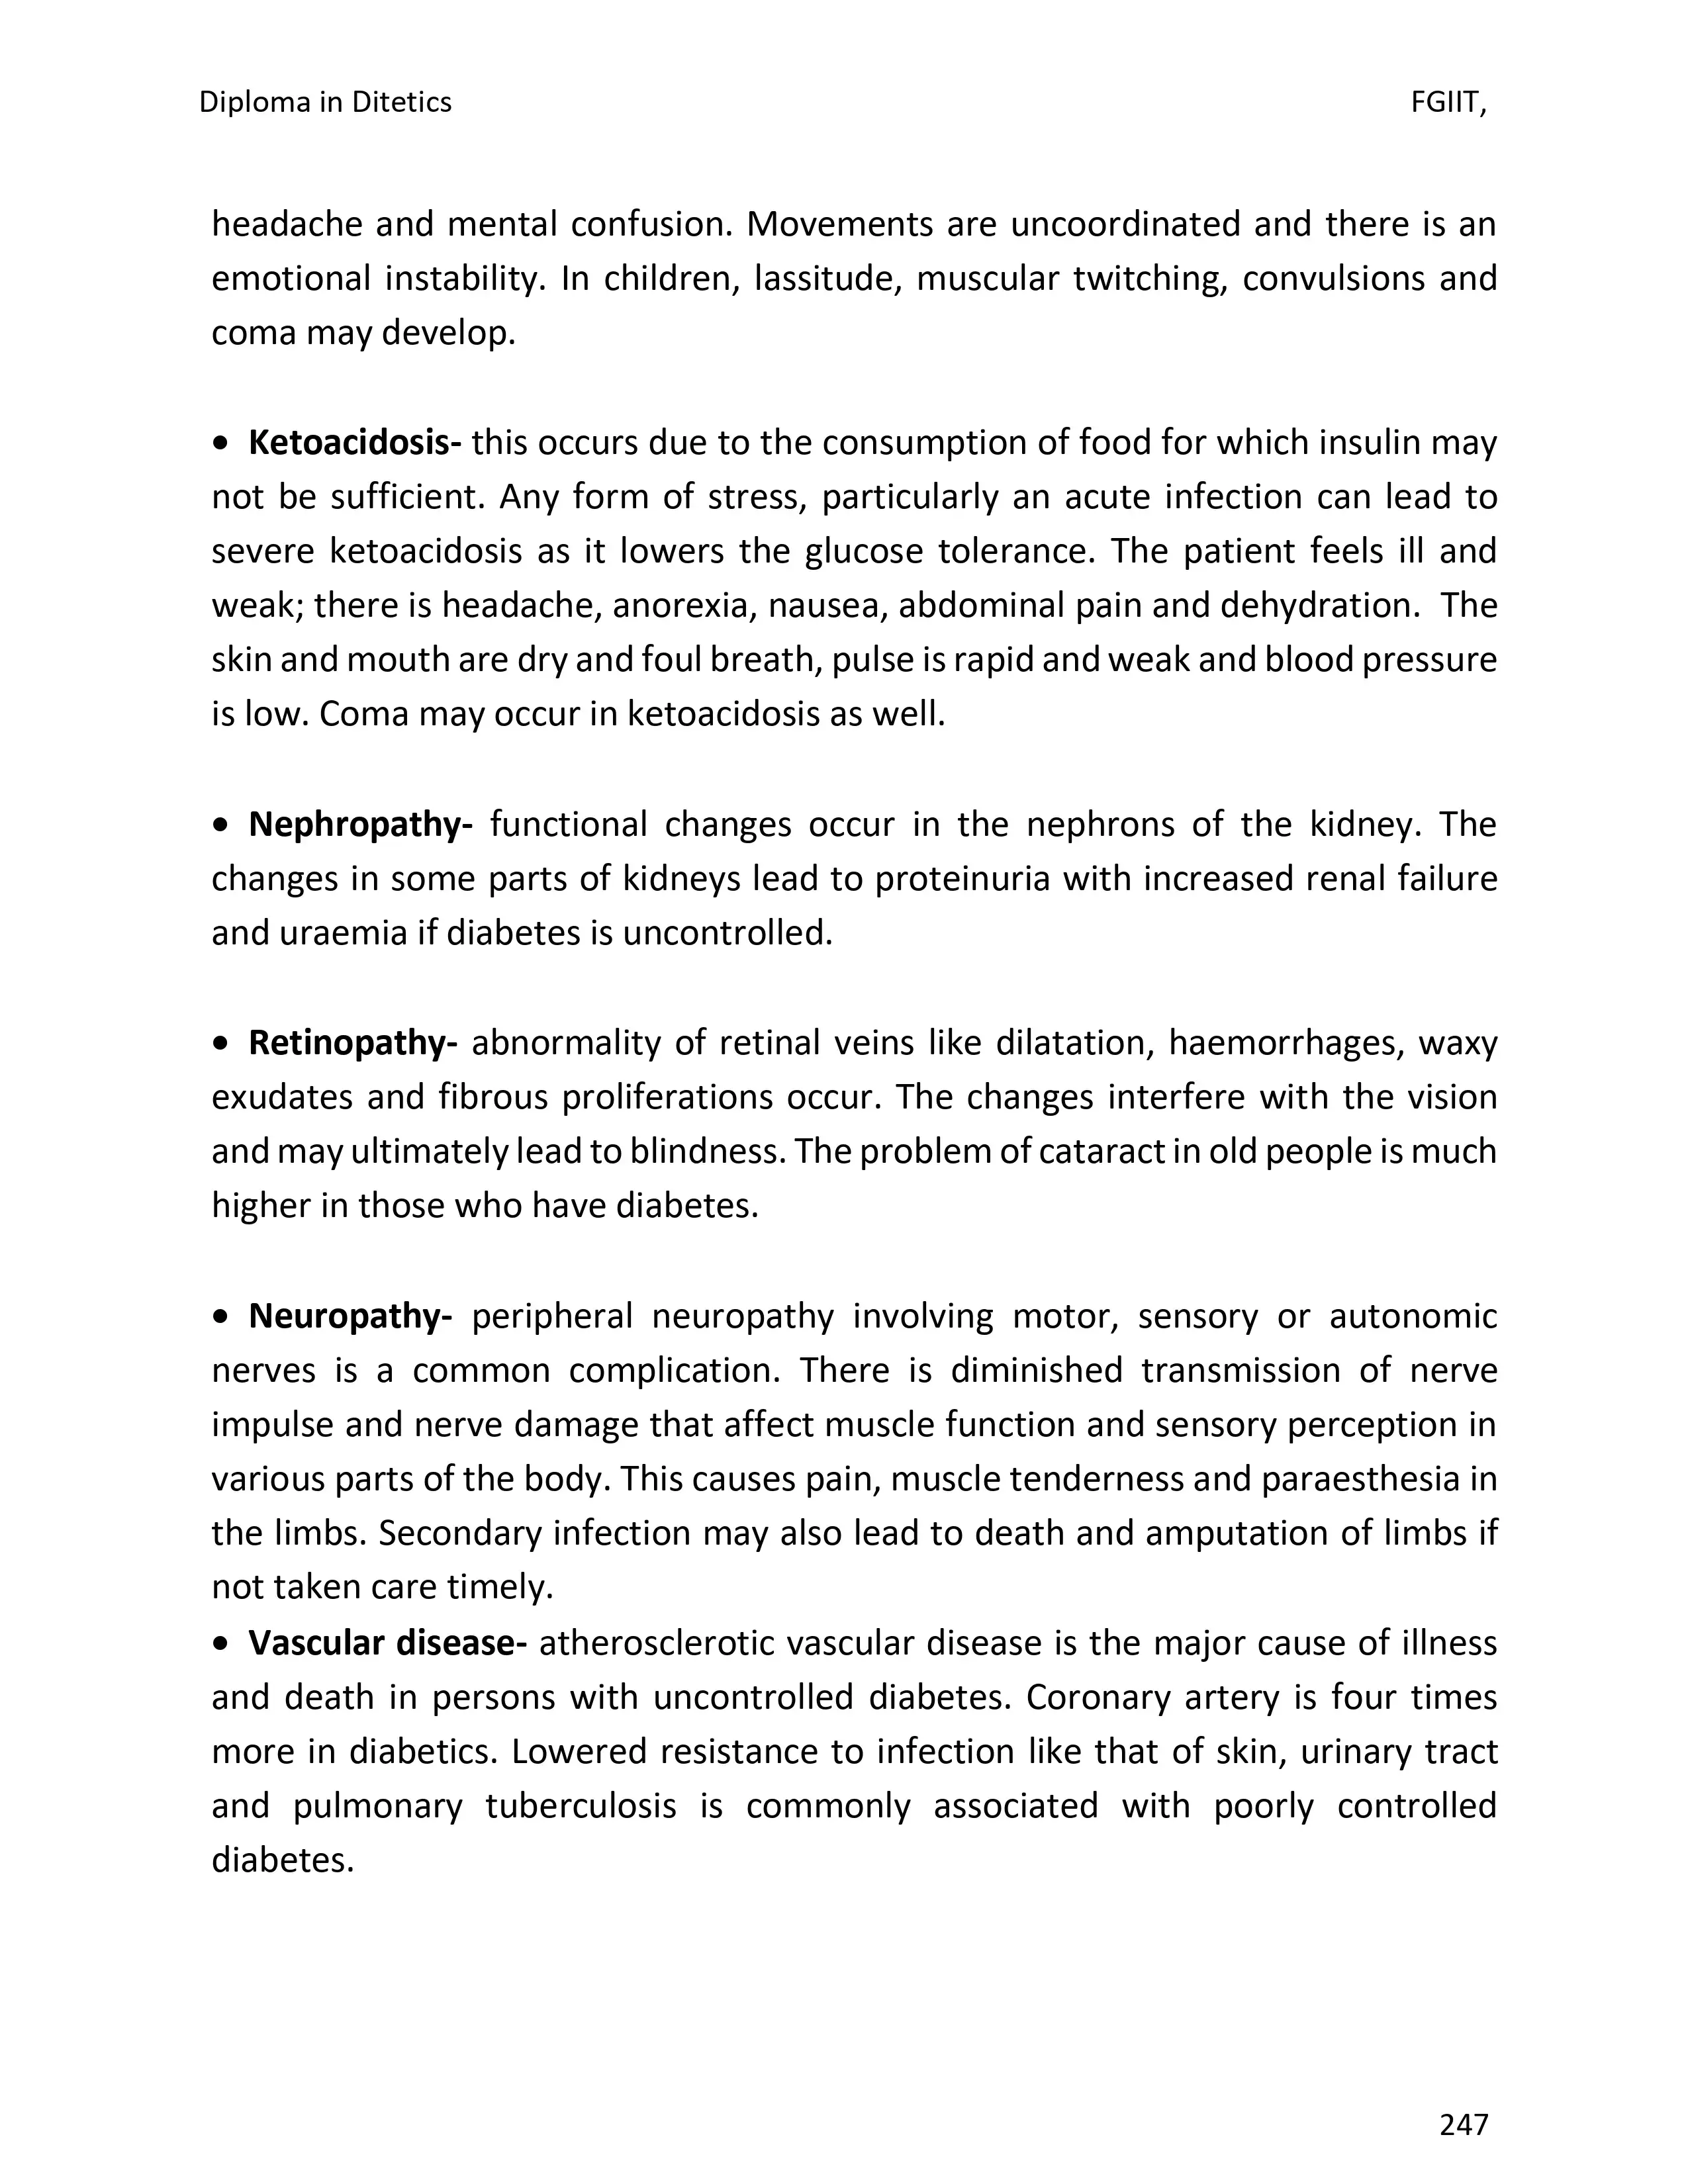 Diploma in Ditetics FGIIT,
headache and mental confusion. Movements are uncoordinated and there is an
emotional instability. In children, lassitude, muscular twitching, convulsions and
coma may develop.
• Ketoacidosis- this occurs due to the consumption of food for which insulin may
not be sufficient. Any form of stress, particularly an acute infection can lead to
severe ketoacidosis as it lowers the glucose tolerance. The patient feels ill and
weak; there is headache, anorexia, nausea, abdominal pain and dehydration. The
skin and mouth are dry and foul breath, pulse is rapid and weak and blood pressure
is low. Coma may occur in ketoacidosis as well.
• Nephropathy- functional changes occur in the nephrons of the kidney. The
changes in some parts of kidneys lead to proteinuria with increased renal failure
and uraemia if diabetes is uncontrolled.
• Retinopathy- abnormality of retinal veins like dilatation, haemorrhages, waxy
exudates and fibrous proliferations occur. The changes interfere with the vision
and may ultimately lead to blindness. The problem of cataract in old people is much
higher in those who have diabetes.
• Neuropathy- peripheral neuropathy involving motor, sensory or autonomic
nerves is a common complication. There is diminished transmission of nerve
impulse and nerve damage that affect muscle function and sensory perception in
various parts of the body. This causes pain, muscle tenderness and paraesthesia in
the limbs. Secondary infection may also lead to death and amputation of limbs if
not taken care timely.
• Vascular disease- atherosclerotic vascular disease is the major cause of illness
and death in persons with uncontrolled diabetes. Coronary artery is four times
more in diabetics. Lowered resistance to infection like that of skin, urinary tract
and pulmonary tuberculosis is commonly associated with poorly controlled
diabetes.
247